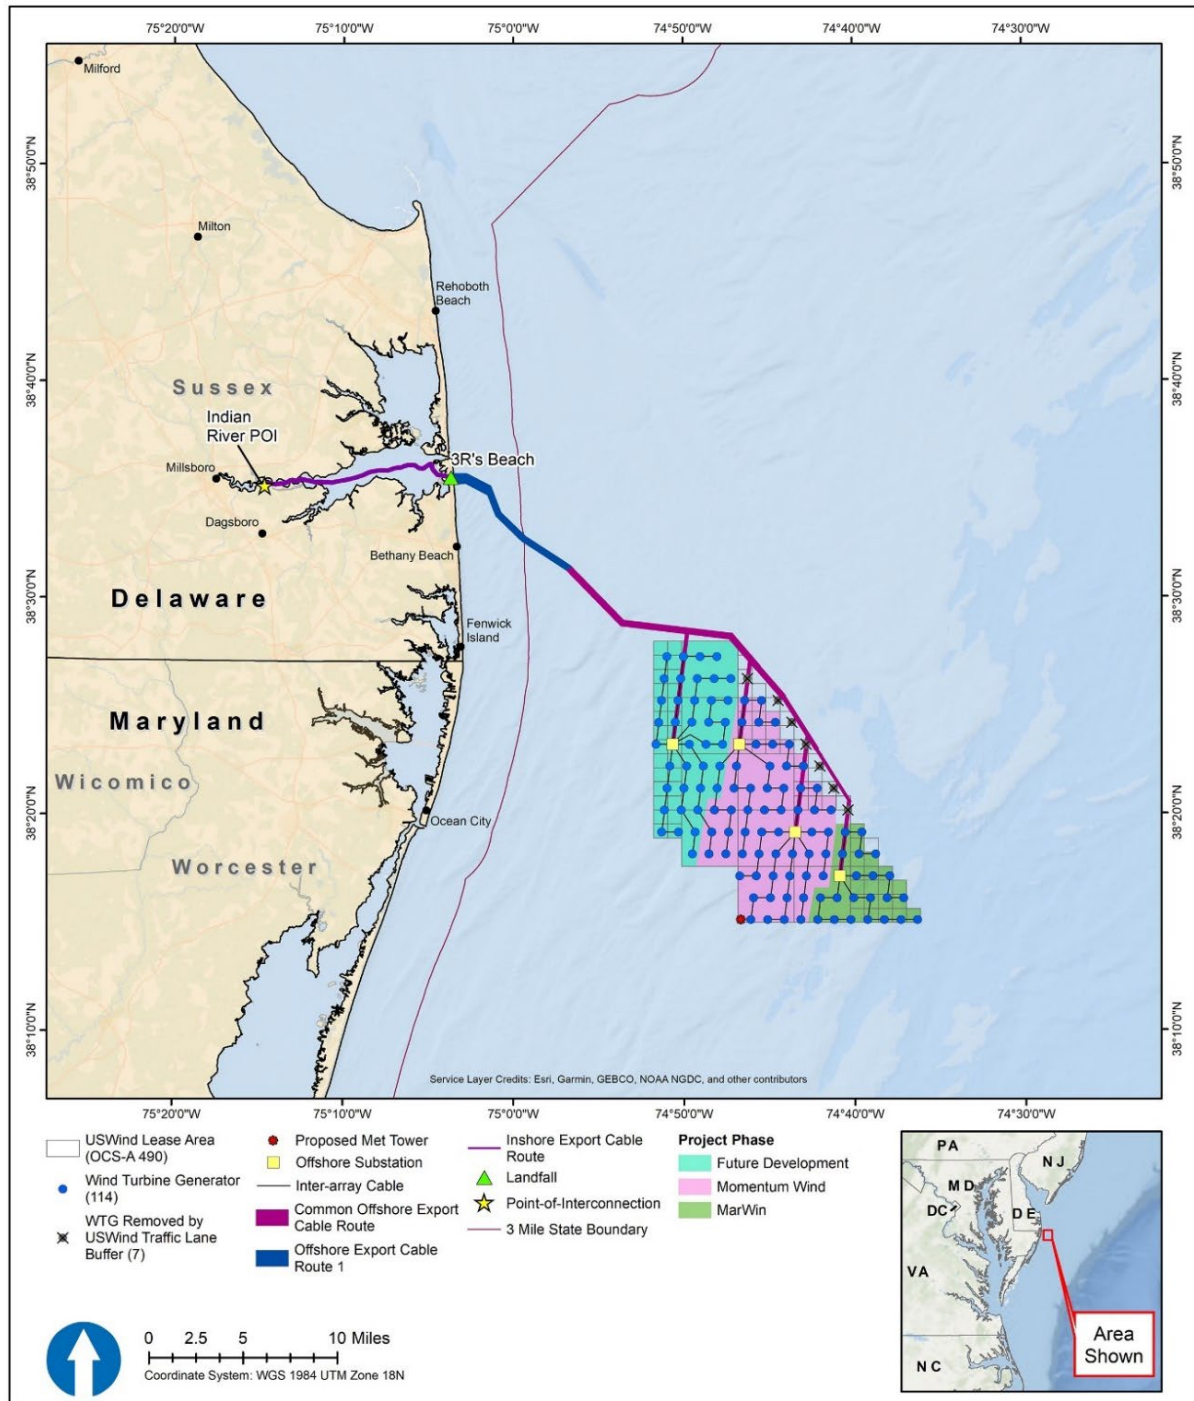 75°20'0"W 75°10'0"W 75°0'0"W 74°50'0"W 74°40'0"W 74°30'0"W
Milford
38°50'0"N 38°50'0"N
Milton
Rehoboth
Beach
38°40'0"N 38°40'0"N
Sussex
Indian
River POI
3R's Beach
Millsboro
Dagsboro
Bethany Beach
38°30'0"N 38°30'0"N
Delaware
Fenwick
Island
Maryland
Wicomico
38°20'0"N 38°20'0"N
Ocean City
Worcester
38°10'0"N 38°10'0"N
Service Layer Credits: Esri, Garmin, GEBCO, NOAA NGDC, and other contributors
75°20'0"W 75°10'0"W 75°0'0"W 74°50'0"W 74°40'0"W 74°30'0"W
USWind Lease Area
(OCS-A 490)
Wind Turbine Generator
(114)
WTG Removed by
USWind Traffic Lane
Buffer (7)
Proposed Met Tower
Offshore Substation
Inter-array Cable
Common Offshore Export
Cable Route
Offshore Export Cable
Route 1
Inshore Export Cable
Route
Landfall
Point-of-Interconnection
3 Mile State Boundary
Project Phase
Future Development
Momentum Wind
MarWin
PA
NJ
MD
DC
DE
VA
NC
Area
Shown
0 2.5 5 10 Miles
Coordinate System: WGS 1984 UTM Zone 18N